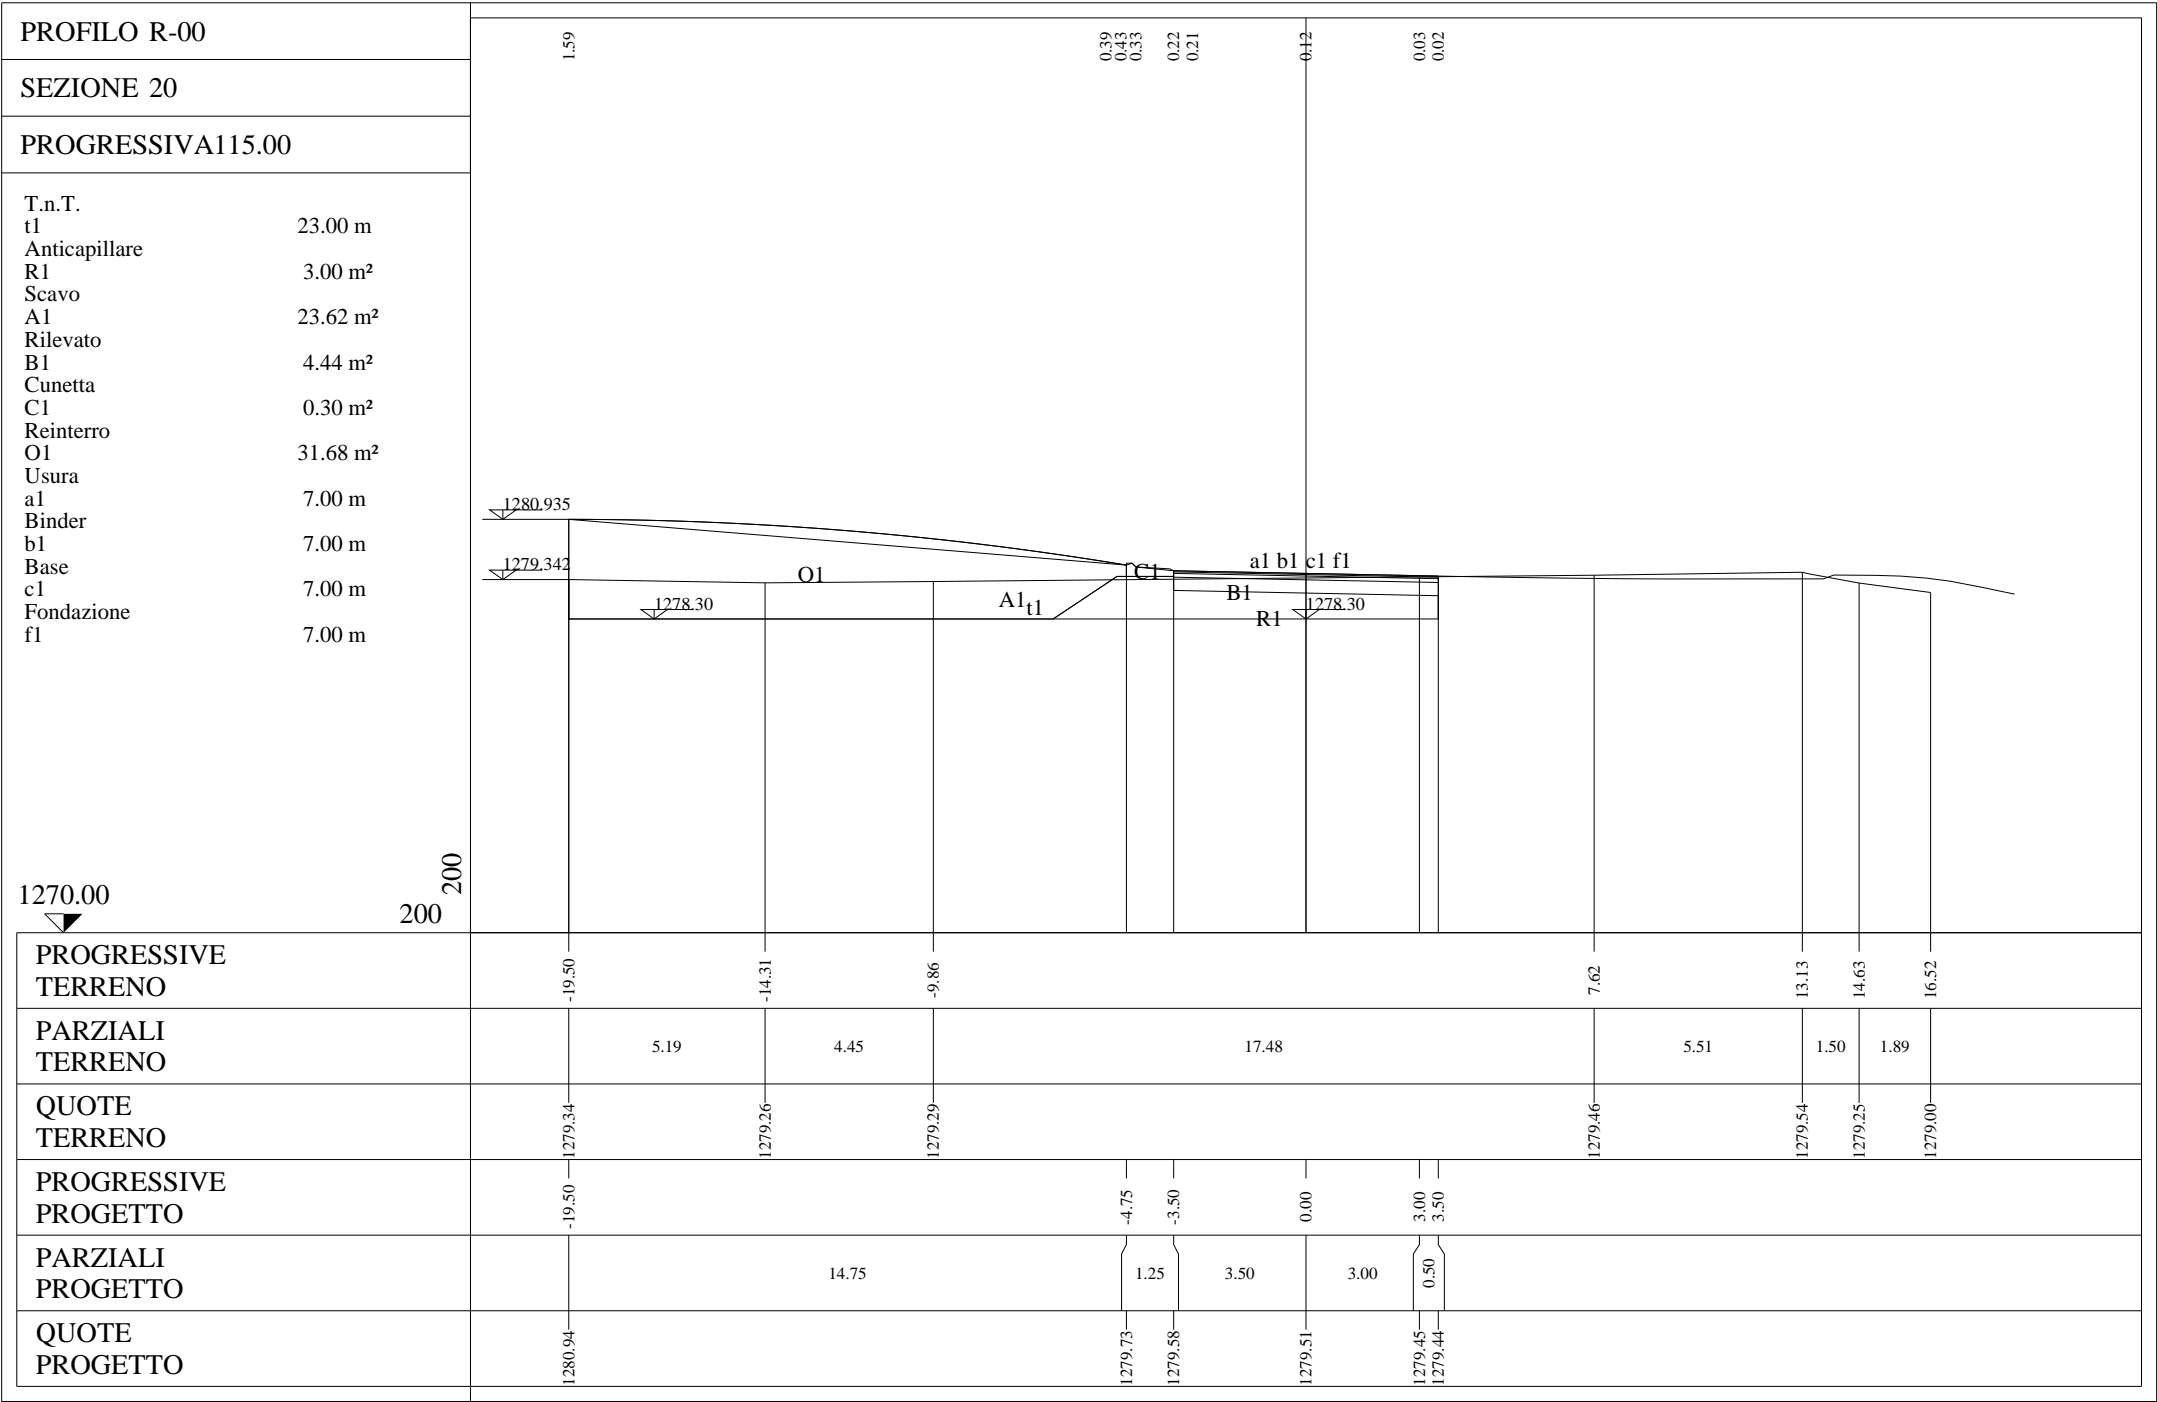 PROFILO R-00
SEZIONE 20
PROGRESSIVA115.00
T.n.T.
t1 23.00 m
Anticapillare
R1 3.00 m²
Scavo
A1 23.62 m²
Rilevato
B1 4.44 m²
Cunetta
C1 0.30 m²
Reinterro
O1 31.68 m²
Usura
a1 7.00 m
Binder
b1 7.00 m
Base
c1 7.00 m
Fondazione
f1 7.00 m
1270.00
200
200
1.59 0.39 0.43 0.33 0.22 0.21 0.12 0.03 0.02
1280.935
1279.342
O1
1278.30
A1
t1
C1
a1 b1 c1 f1
B1
1278.30
R1
PROGRESSIVE
TERRENO
-19.50 -14.31 -9.86 7.62 13.13 14.63 16.52
PARZIALI
TERRENO
5.19 4.45 17.48 5.51 1.50 1.89
QUOTE
TERRENO
1279.34 1279.26 1279.29 1279.46 1279.54 1279.25 1279.00
PROGRESSIVE
PROGETTO
-19.50 -4.75 -3.50 0.00 3.00 3.50
PARZIALI
PROGETTO
14.75 1.25 3.50 3.00 0.50
QUOTE
PROGETTO
1280.94 1279.73 1279.58 1279.51 1279.45 1279.44